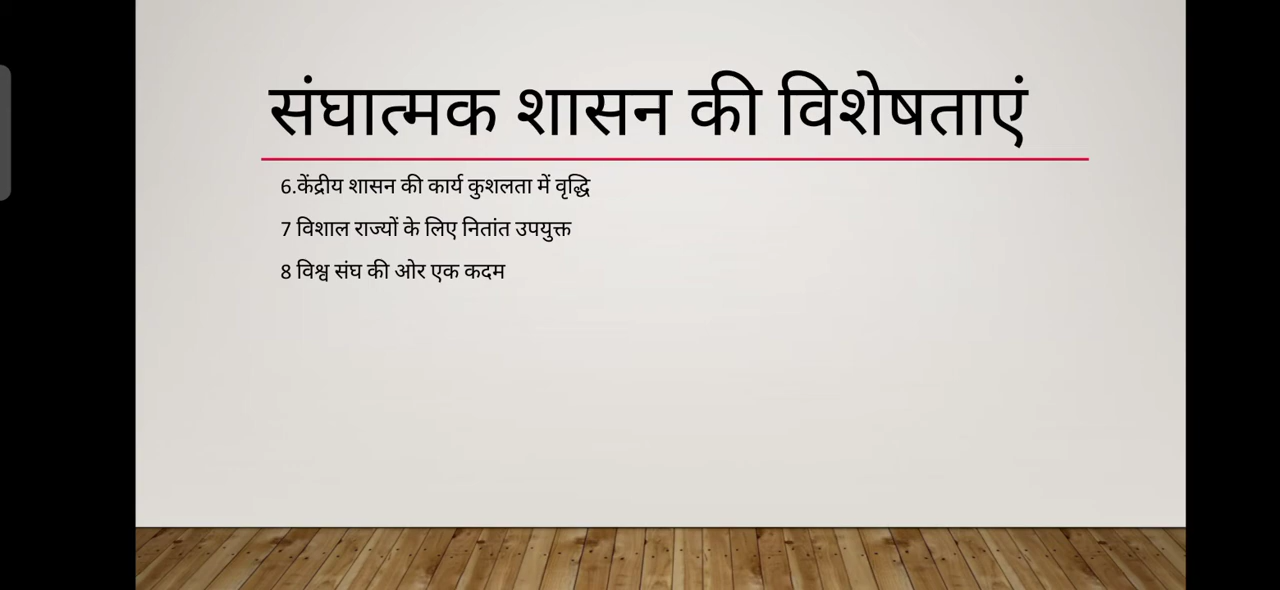 संघात्मक शासन की विशेषताएं
6.केंद्रीय शासन की कार्य कुशलता में वृद्धि
7 विशाल राज्यों के लिए नितांत उपयुक्त
8 विश्व संघ की ओर एक कदम